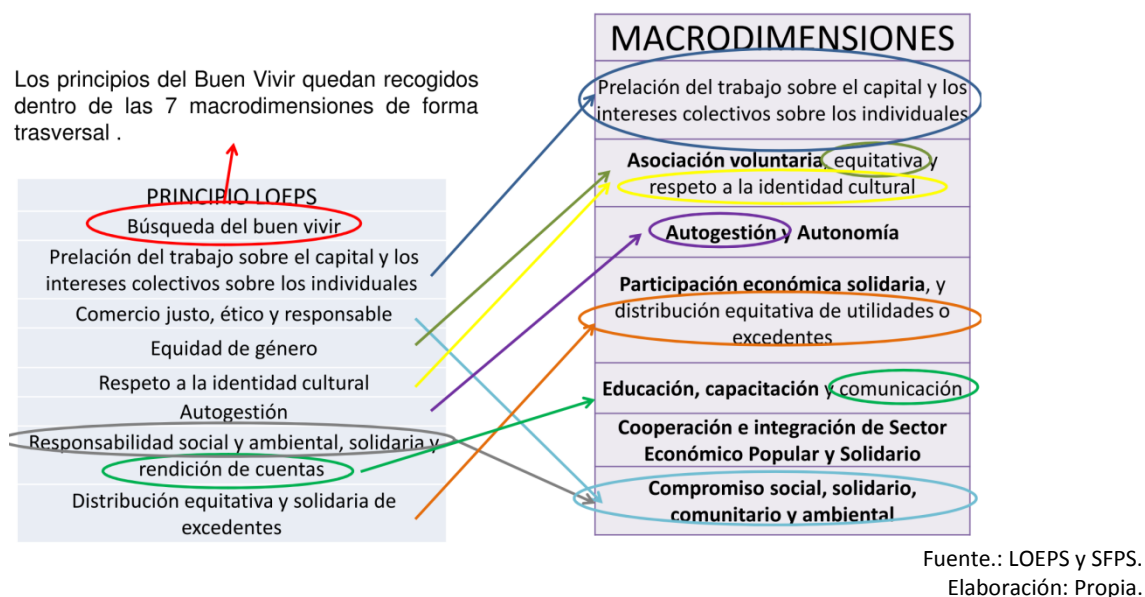 Los principios del Buen Vivir quedan recogidos
dentro de las 7 macrodimensiones de forma
trasversal .
PRINCIPIO LOEPS
Búsqueda del buen vivir
Prelación del trabajo sobre el capital y los
intereses colectivos sobre los individuales
Comercio justo, ético y responsable
Equidad de género
Respeto a la identidad cultural
Autogestión
Responsabilidad social y ambiental, solidaria y
rendición de cuentas
Distribución equitativa y solidaria de
excedentes
MACRODIMENSIONES
Prelación del trabajo sobre el capital y los
intereses colectivos sobre los individuales
Asociación voluntaria, equitativa y
respeto a la identidad cultural
Autogestión y Autonomía
Participación económica solidaria, y
distribución equitativa de utilidades o
excedentes
Educación, capacitación y comunicación
Cooperación e integración de Sector
Económico Popular y Solidario
Compromiso social, solidario,
comunitario y ambiental
Fuente.: LOEPS y SFPS.
Elaboración: Propia.